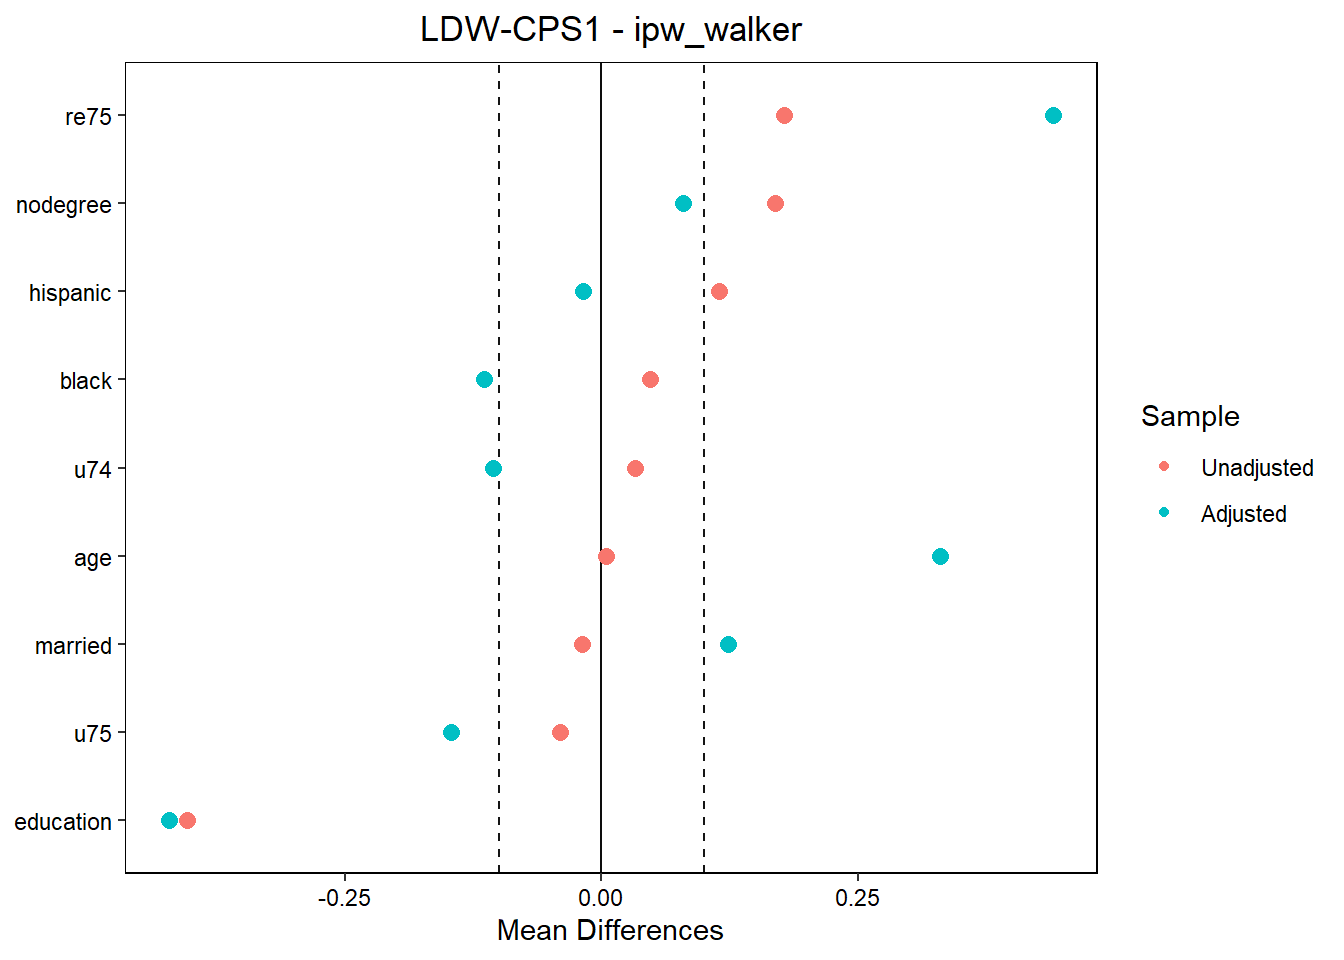 LDW-CPS1 - ipw_walker
re75
nodegree
hispanic
black
u74
age
married
u75
education
-0.25 0.00 0.25
Mean Differences
Sample
Unadjusted
Adjusted